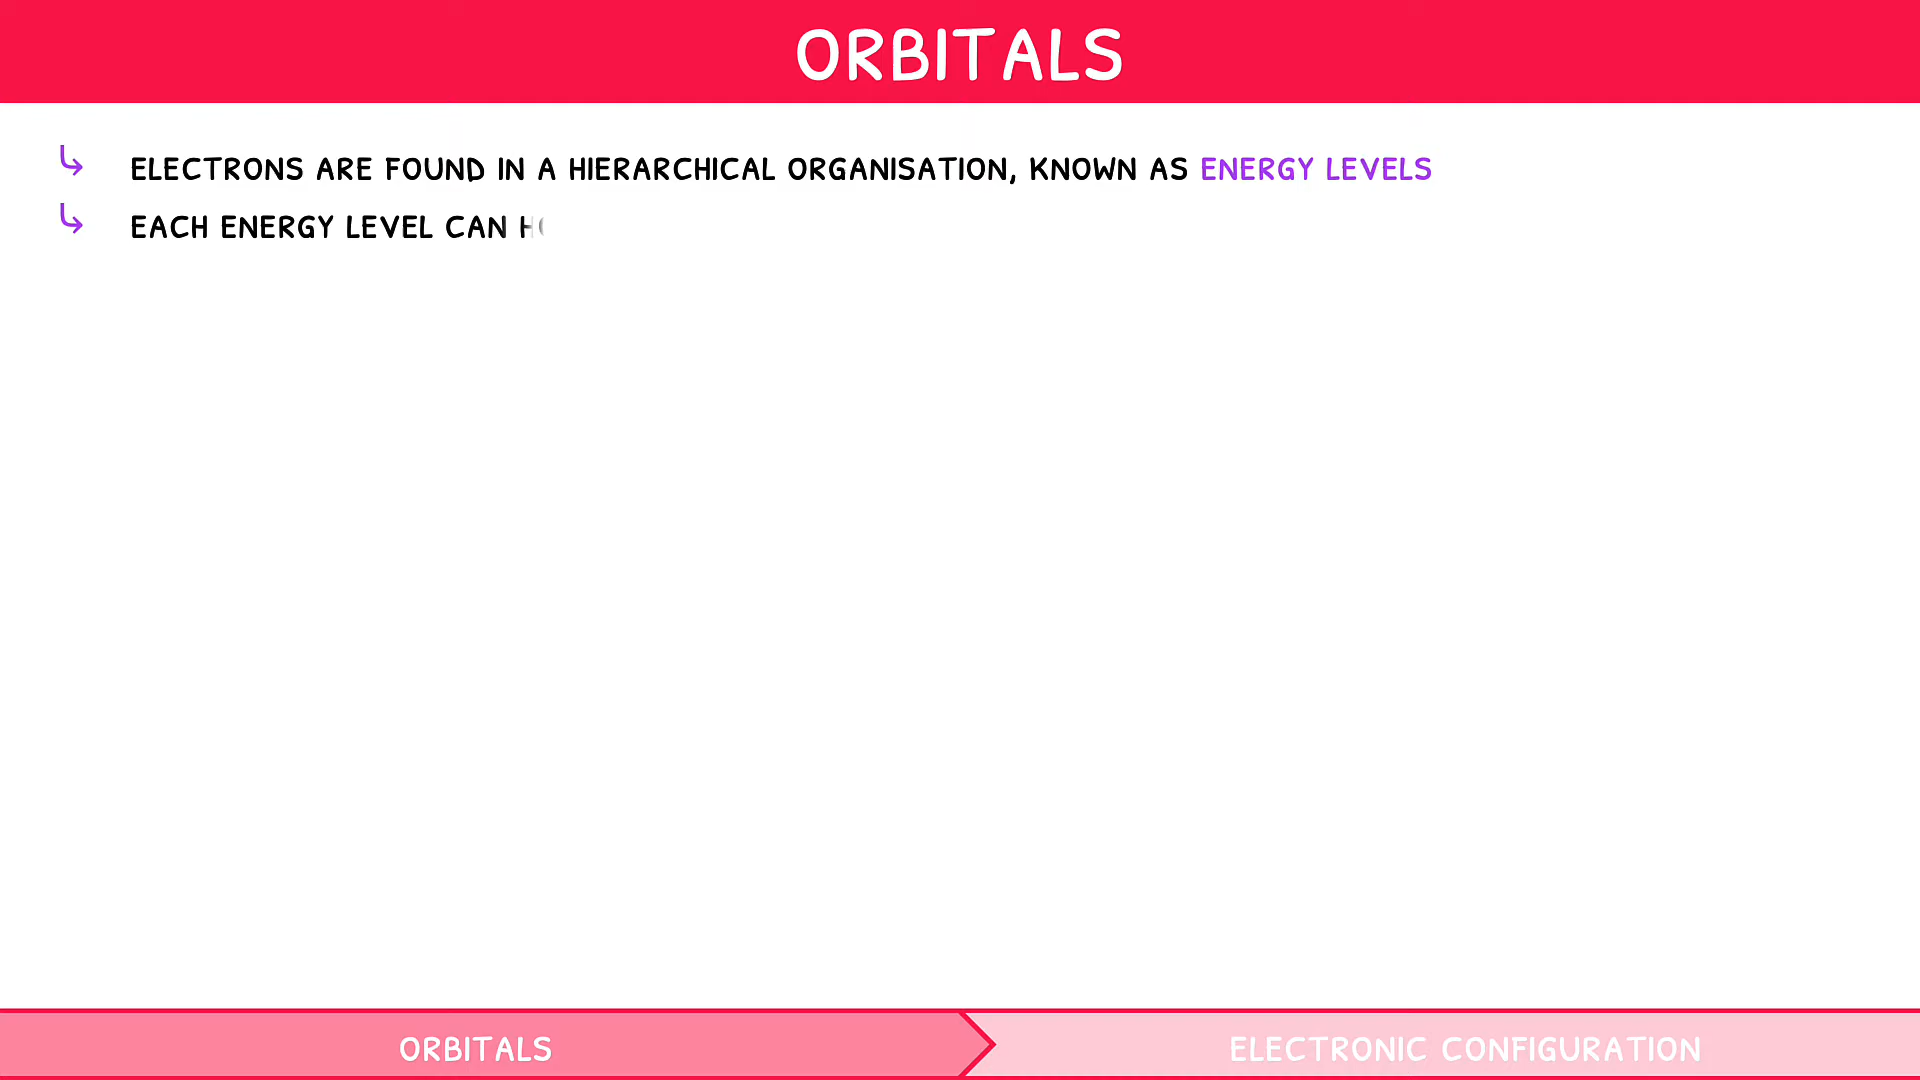 ORBITALS
ELECTRONS ARE FOUND IN A HIERARCHICAL ORGANISATION, KNOWN AS ENERGY LEVELS
EACH ENERGY LEVEL CAN
ORBITALS
ELECTRONIC CONFIGURATION